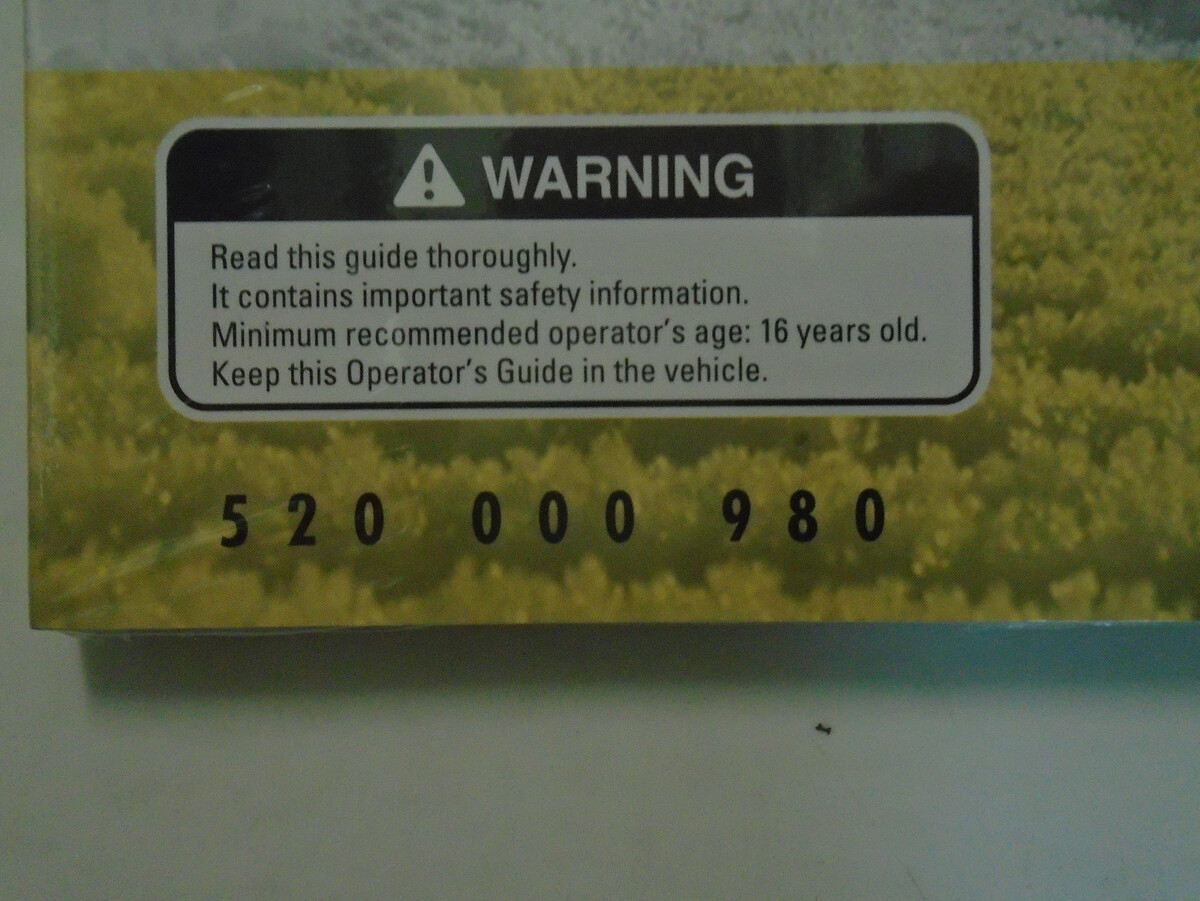 WARNING
Read this guide thoroughly.
It contains important safety information.
Minimum recommended operator's age: 16 years old.
Keep this Operator's Guide in the vehicle.
520 000 980